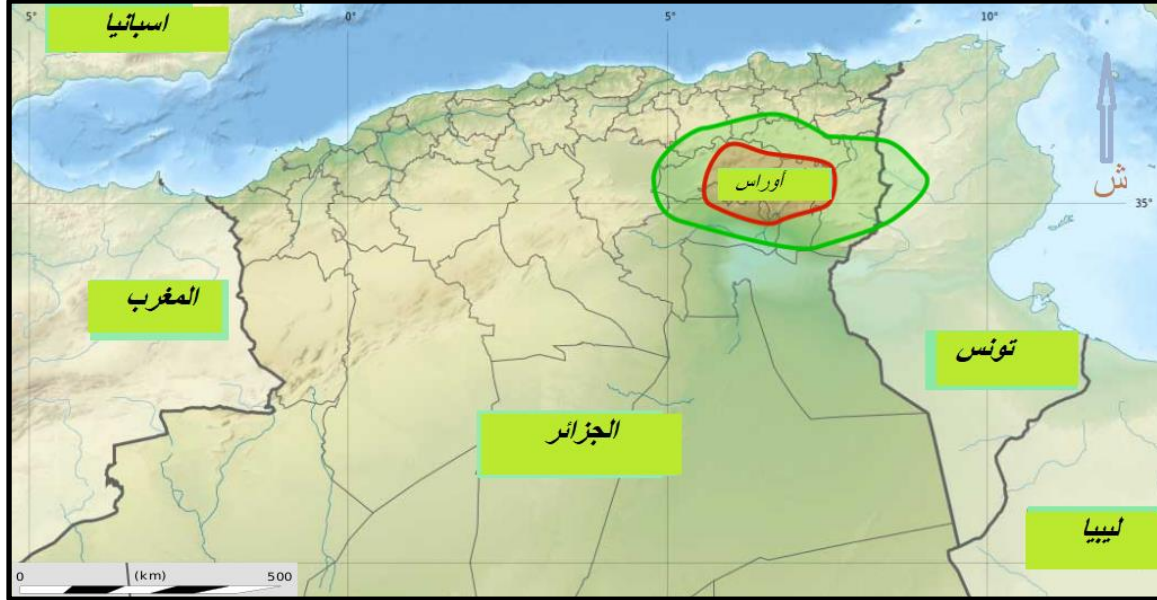 5°
0°
5°
10°
اسبانيا
ش
35°
أوراس
المغرب
تونس
الجزائر
ليبيا
0 (km) 500